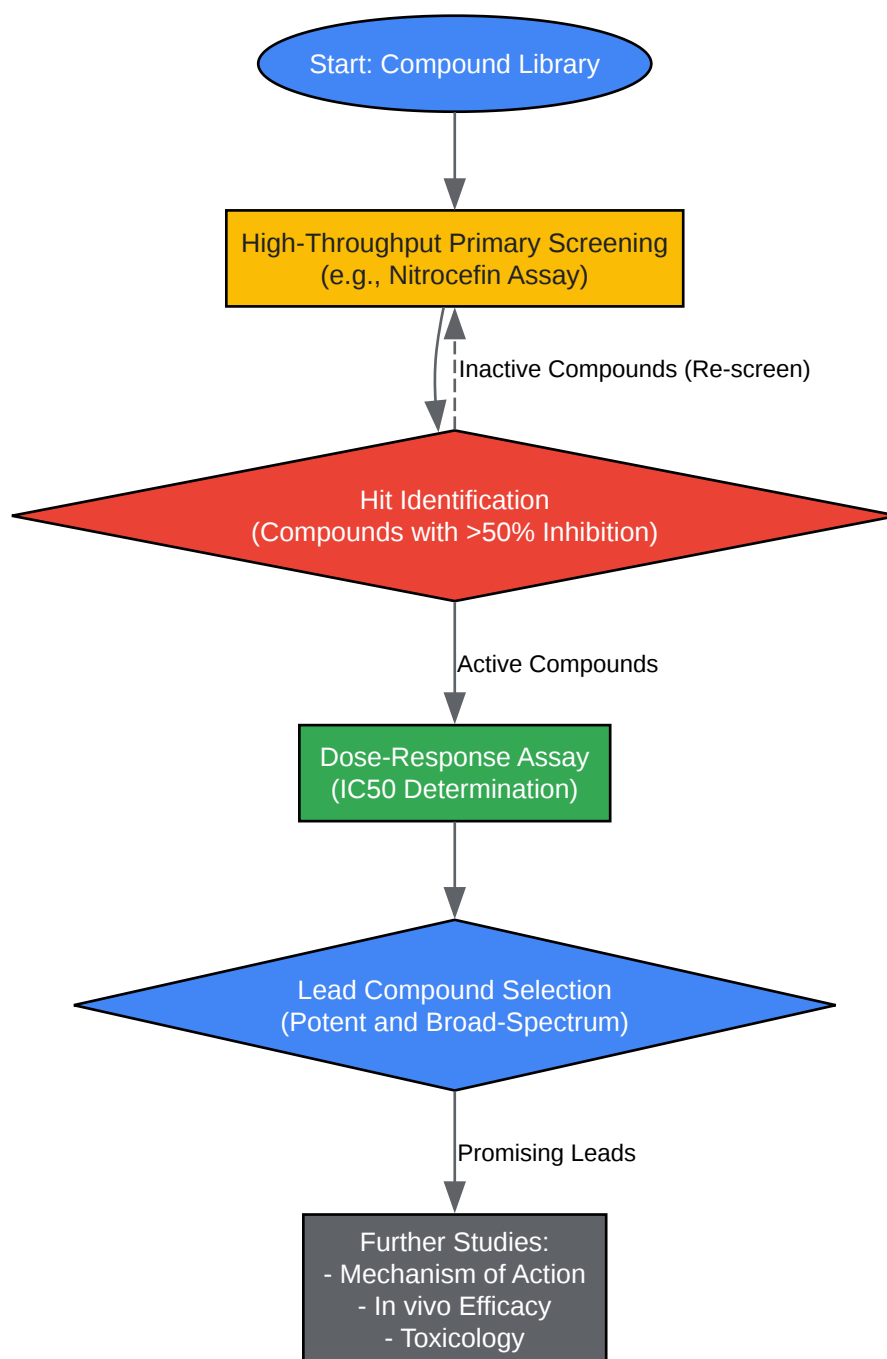 Start: Compound Library
High-Throughput Primary Screening
(e.g., Nitrocefin Assay)
Inactive Compounds (Re-screen)
Hit Identification
(Compounds with >50% Inhibition)
Active Compounds
Dose-Response Assay
(IC50 Determination)
Lead Compound Selection
(Potent and Broad-Spectrum)
Promising Leads
Further Studies:
- Mechanism of Action
- In vivo Efficacy
- Toxicology